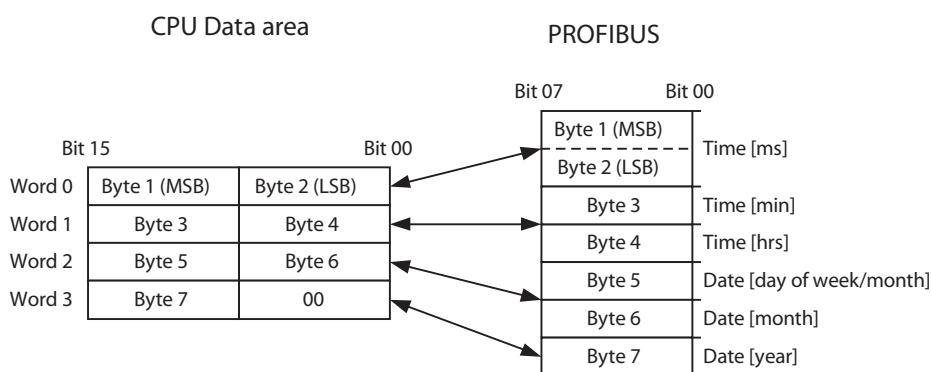 CPU Data area
PROFIBUS
Bit 07 Bit 00
Byte 1 (MSB)
Time [ms]
Byte 2 (LSB)
Bit 15 Bit 00
Word 0 Byte 1 (MSB) Byte 2 (LSB)
Word 1 Byte 3 Byte 4
Word 2 Byte 5 Byte 6
Word 3 Byte 7 00
Byte 3 Time [min]
Byte 4 Time [hrs]
Byte 5 Date [day of week/month]
Byte 6 Date [month]
Byte 7 Date [year]